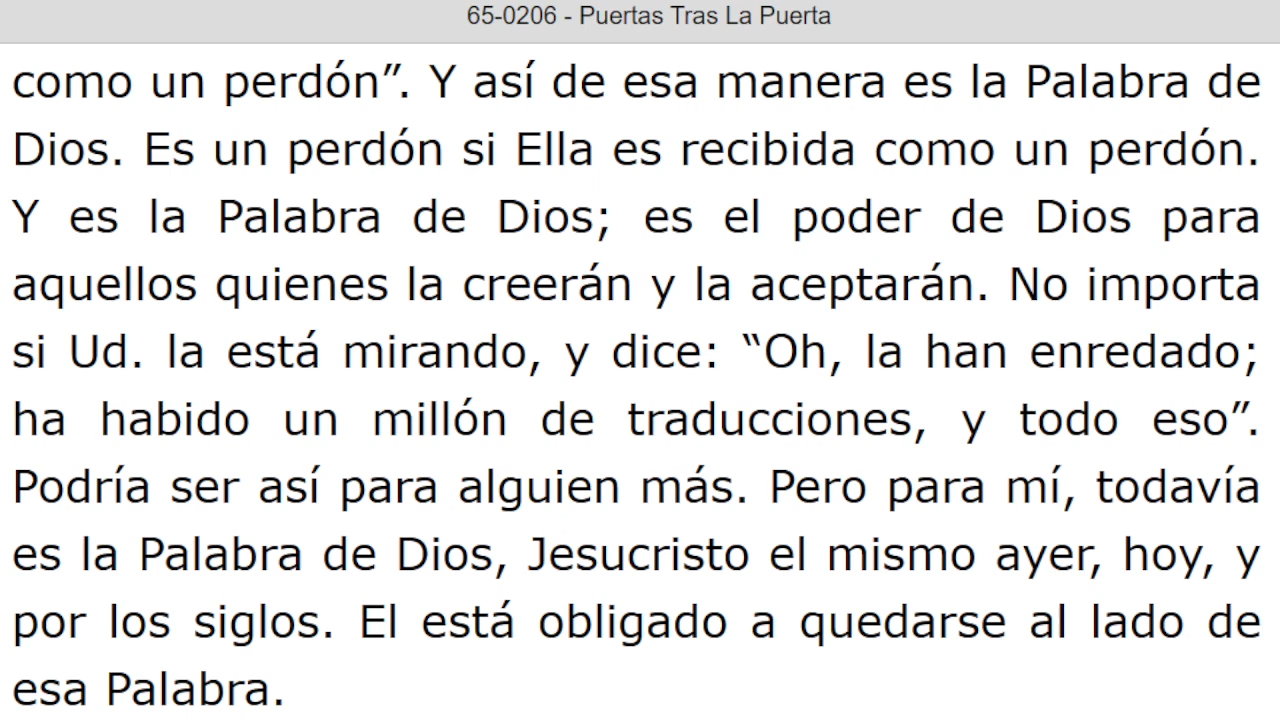 65-0206 - Puertas Tras La Puerta
como un perdón”. Y así de esa manera es la Palabra de
Dios. Es un perdón si Ella es recibida como un perdón.
Y es la Palabra de Dios; es el poder de Dios para
aquellos quienes la creerán y la aceptarán. No importa
si Ud. la está mirando, y dice: “Oh, la han enredado;
ha habido un millón de traducciones, y todo eso”.
Podría ser así para alguien más. Pero para mí, todavía
es la Palabra de Dios, Jesucristo el mismo ayer, hoy, y
por los siglos. El está obligado a quedarse al lado de
esa Palabra.